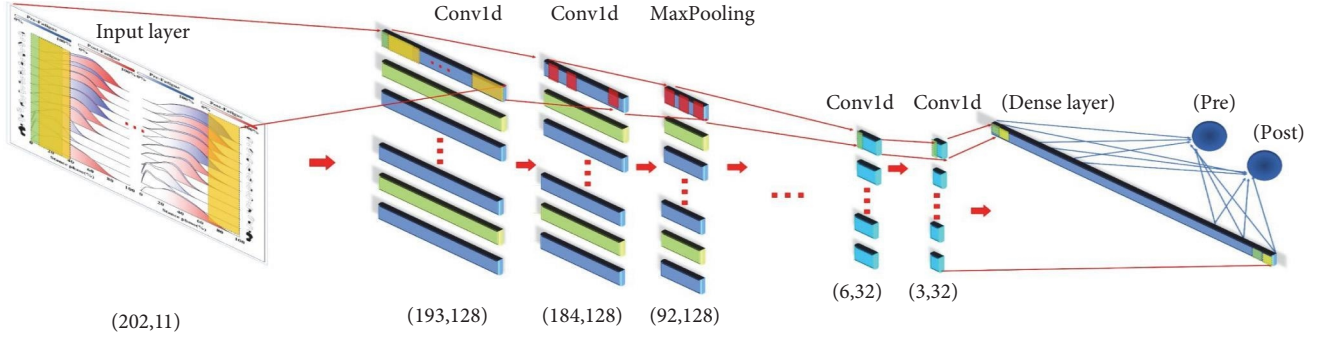 Input layer
Conv1d
Conv1d
MaxPooling
Conv1d
Conv1d
(Dense layer)
(Pre)
(Post)
(202,11)
(193,128)
(184,128)
(92,128)
(6,32)
(3,32)